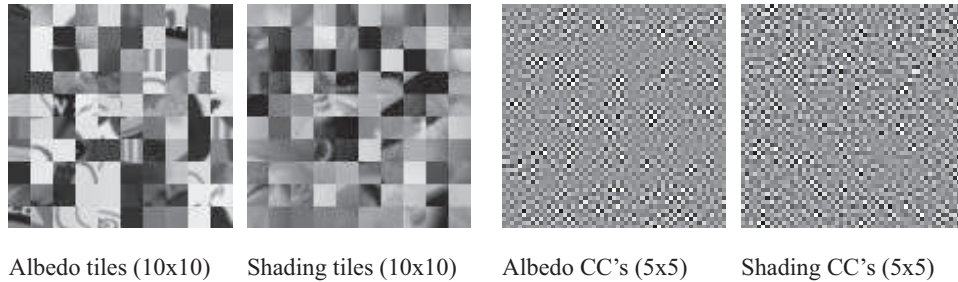 Albedo tiles (10x10) Shading tiles (10x10) Albedo CC's (5x5) Shading CC's (5x5)